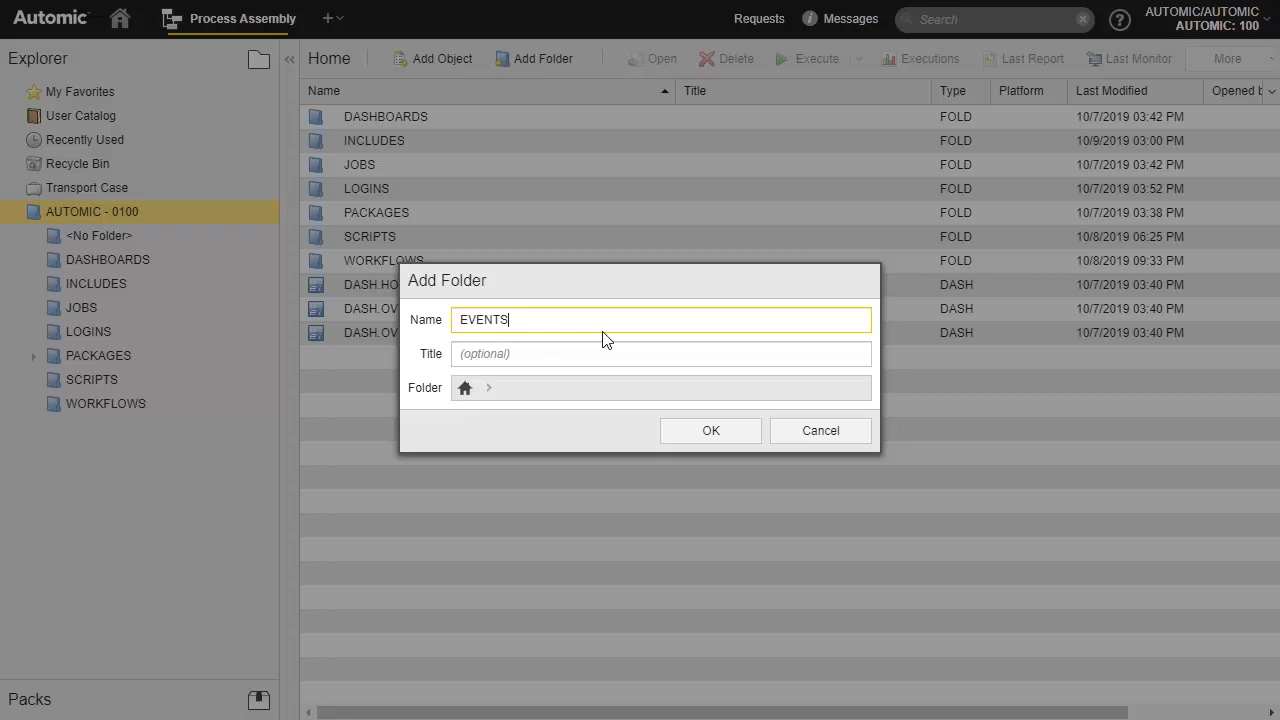 Automic
Process Assembly
Requests
Messages
Search
AUTOMIC/AUTOMIC
AUTOMIC: 100
Explorer
My Favorites
User Catalog
Recently Used
Recycle Bin
Transport Case
AUTOMIC - 0100
<No Folder>
DASHBOARDS
INCLUDES
JOBS
LOGINS
PACKAGES
SCRIPTS
WORKFLOWS
Packs
Home Add Object Add Folder Open Delete Execute Executions Last Report Last Monitor More
Name Title Type Platform Last Modified Opened b
DASHBOARDS FOLD 10/7/2019 03:42 PM
INCLUDES FOLD 10/9/2019 03:00 PM
JOBS FOLD 10/7/2019 03:42 PM
LOGINS FOLD 10/7/2019 03:52 PM
PACKAGES FOLD 10/7/2019 03:38 PM
SCRIPTS FOLD 10/8/2019 06:25 PM
WORKFLOWS FOLD 10/8/2019 09:33 PM
DASH.HO DASH 10/7/2019 03:40 PM
DASH.OV DASH 10/7/2019 03:40 PM
DASH.OV DASH 10/7/2019 03:40 PM
Add Folder
Name EVENTS
Title (optional)
Folder
OK Cancel